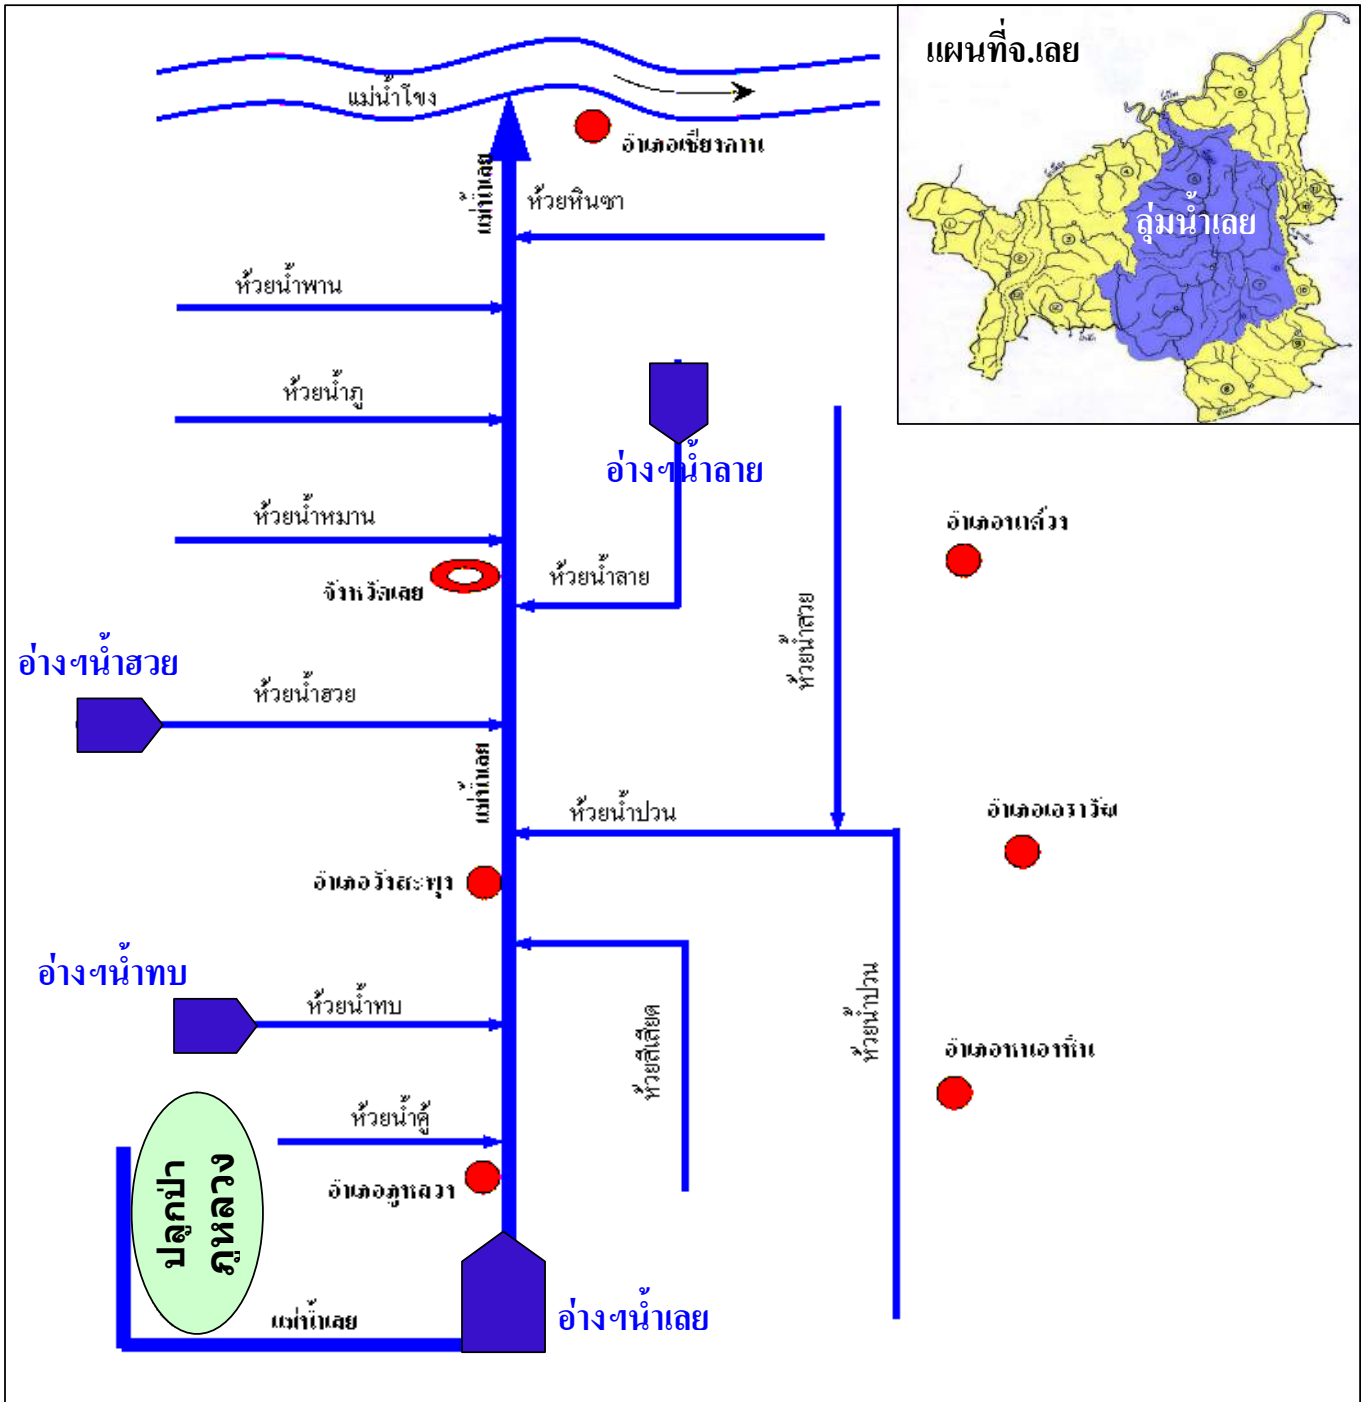 แผนที่จ.เลย
ลุ่มน้ำเลย
แม่น้ำโขง
อำเภอเชียงคาน
แม่น้ำเลย
ห้วยหินซา
ห้วยน้ำพาน
ห้วยน้ำภู
อ่างฯน้ำลาย
ห้วยน้ำหมาน
อำเภอนาด้วง
จังหวัดเลย
ห้วยน้ำลาย
ห้วยน้ำสวย
อ่างฯน้ำฮวย
ห้วยน้ำฮวย
แม่น้ำเลย
ห้วยน้ำปวน
อำเภอเอราวัณ
อำเภอวังสะพุง
อ่างฯน้ำทบ
ห้วยน้ำทบ
ห้วยสีเสียด
ห้วยน้ำปวน
อำเภอผาขาว
ห้วยน้ำคู้
อำเภอภูหลวง
ปลูกป่า
ภูหลวง
แม่น้ำเลย
อ่างฯน้ำเลย